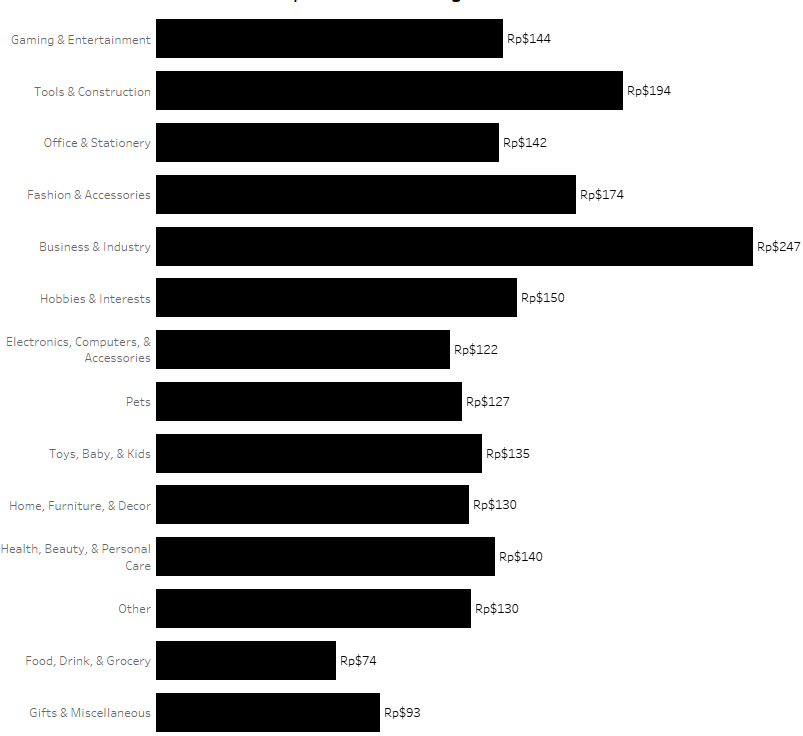 Gaming & Entertainment Rp$144
Tools & Construction Rp$194
Office & Stationery Rp$142
Fashion & Accessories Rp$174
Business & Industry Rp$247
Hobbies & Interests Rp$150
Electronics, Computers, &
Accessories Rp$122
Pets Rp$127
Toys, Baby, & Kids Rp$135
Home, Furniture, & Decor Rp$130
Health, Beauty, & Personal
Care Rp$140
Other Rp$130
Food, Drink, & Grocery Rp$74
Gifts & Miscellaneous Rp$93